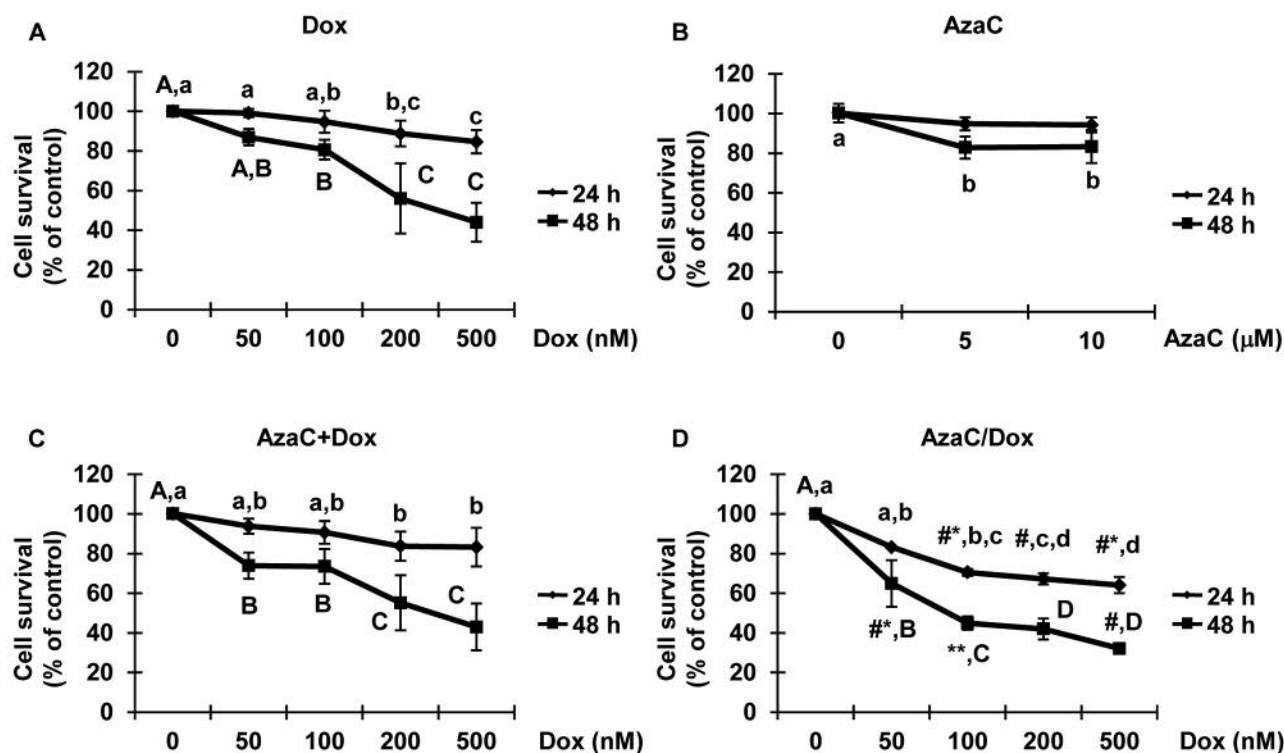 A
Dox
Cell survival
(% of control)
120
100
80
60
40
20
0
A,a
a
a,b
b,c
c
A,B
B
C
C
24 h
48 h
0 50 100 200 500 Dox (nM)
B
AzaC
Cell survival
(% of control)
120
100
80
60
40
20
0
a
b
b
24 h
48 h
0 5 10 AzaC (μM)
C
AzaC+Dox
Cell survival
(% of control)
120
100
80
60
40
20
0
A,a
a,b
a,b
b
b
B
B
C
C
24 h
48 h
0 50 100 200 500 Dox (nM)
D
AzaC/Dox
Cell survival
(% of control)
120
100
80
60
40
20
0
A,a
a,b
#*,b,c
#,c,d
#*,d
#*,B
**,C
D
#,D
24 h
48 h
0 50 100 200 500 Dox (nM)